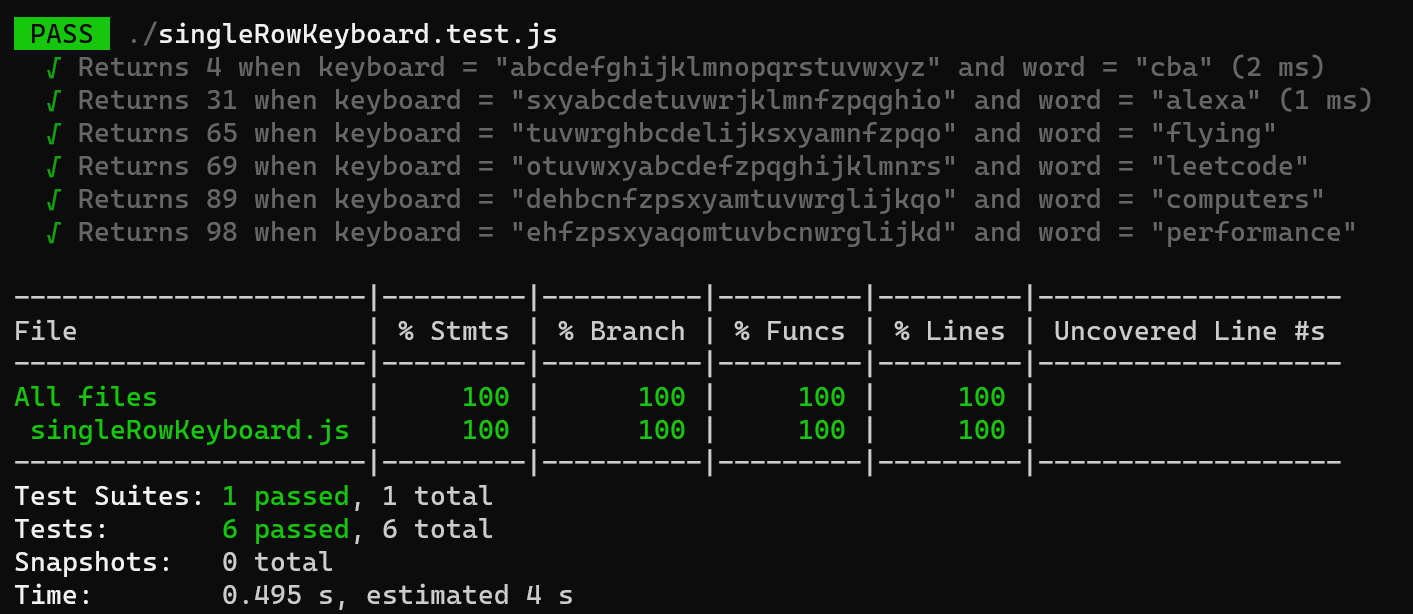 PASS ./singleRowKeyboard.test.js
√ Returns 4 when keyboard = "abcdefghijklmnopqrstuvwxyz" and word = "cba" (2 ms)
√ Returns 31 when keyboard = "sxyabcdetuvwrjklmnfzpqghio" and word = "alexa" (1 ms)
√ Returns 65 when keyboard = "tuvwrghbcdelijksxyamnfzpqo" and word = "flying"
√ Returns 69 when keyboard = "otuvwxyabcdefzpqghijklmnrs" and word = "leetcode"
√ Returns 89 when keyboard = "dehbcnfzpsxyamtuvwrglijkqo" and word = "computers"
√ Returns 98 when keyboard = "ehfzpsxyaqomtuvbcnwrglijkd" and word = "performance"
----------------------|---------|----------|---------|---------|-------------------
File                  | % Stmts | % Branch | % Funcs | % Lines | Uncovered Line #s
----------------------|---------|----------|---------|---------|-------------------
All files             |     100 |      100 |     100 |     100 |
 singleRowKeyboard.js |     100 |      100 |     100 |     100 |
----------------------|---------|----------|---------|---------|-------------------
Test Suites: 1 passed, 1 total
Tests:       6 passed, 6 total
Snapshots:   0 total
Time:        0.495 s, estimated 4 s